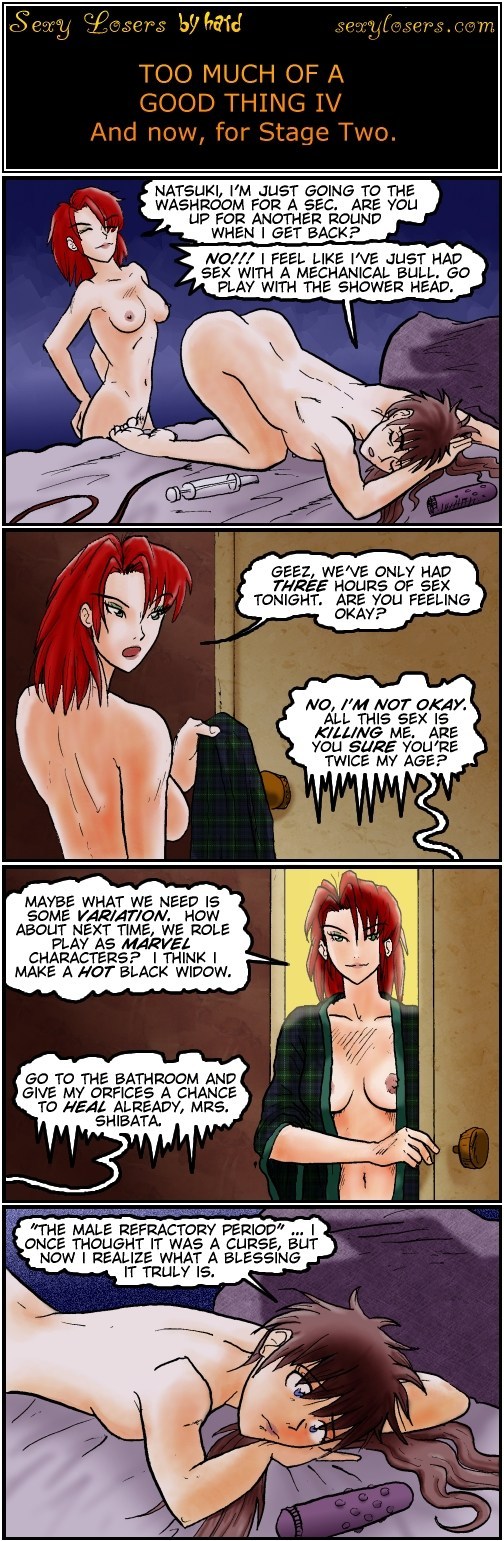 Sexy Losers by hard
sexylosers.com
TOO MUCH OF A
GOOD THING IV
And now, for Stage Two.
NATSUKI, I'M JUST GOING TO THE
WASHROOM FOR A SEC. ARE YOU
UP FOR ANOTHER ROUND
WHEN I GET BACK?
NO!!! I FEEL LIKE I'VE JUST HAD
SEX WITH A MECHANICAL BULL. GO
PLAY WITH THE SHOWER HEAD.
GEEZ, WE'VE ONLY HAD
THREE HOURS OF SEX
TONIGHT. ARE YOU FEELING
OKAY?
NO, I'M NOT OKAY.
ALL THIS SEX IS
KILLING ME. ARE
YOU SURE YOU'RE
TWICE MY AGE?
MAYBE WHAT WE NEED IS
SOME VARIATION. HOW
ABOUT NEXT TIME, WE ROLE
PLAY AS MARVEL
CHARACTERS? I THINK I
MAKE A HOT BLACK WIDOW.
GO TO THE BATHROOM AND
GIVE MY ORFICES A CHANCE
TO HEAL ALREADY, MRS.
SHIBATA.
"THE MALE REFRACTORY PERIOD" ... I
ONCE THOUGHT IT WAS A CURSE, BUT
NOW I REALIZE WHAT A BLESSING
IT TRULY IS.